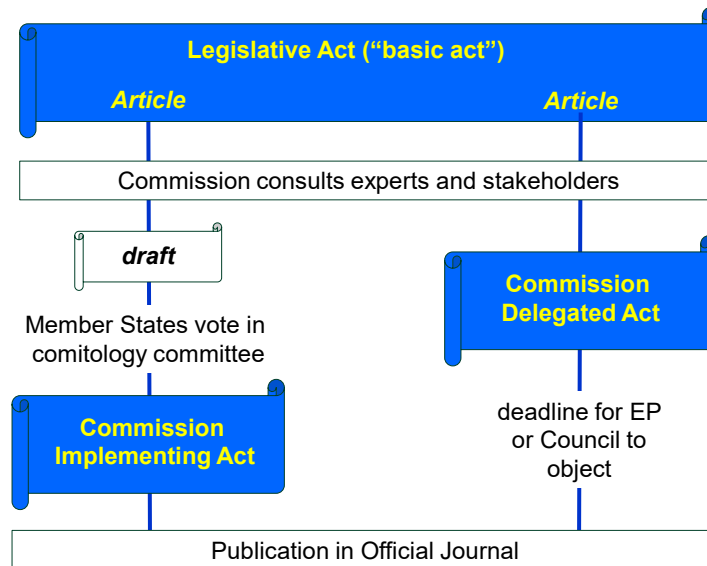 Legislative Act (“basic act”)
Article
Article
Commission consults experts and stakeholders
draft
Commission
Delegated Act
Member States vote in
comitology committee
Commission
Implementing Act
deadline for EP
or Council to
object
Publication in Official Journal